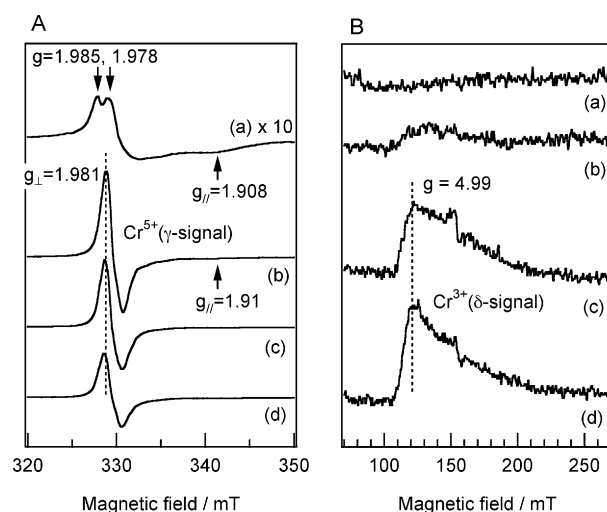 A
g=1.985, 1.978
(a) x 10
g⊥=1.981
g//=1.908
Cr5+(γ-signal)
(b)
g//=1.91
(c)
(d)
320 330 340 350
Magnetic field / mT
B
(a)
(b)
g = 4.99
Cr3+(δ-signal)
(c)
(d)
100 150 200 250
Magnetic field / mT